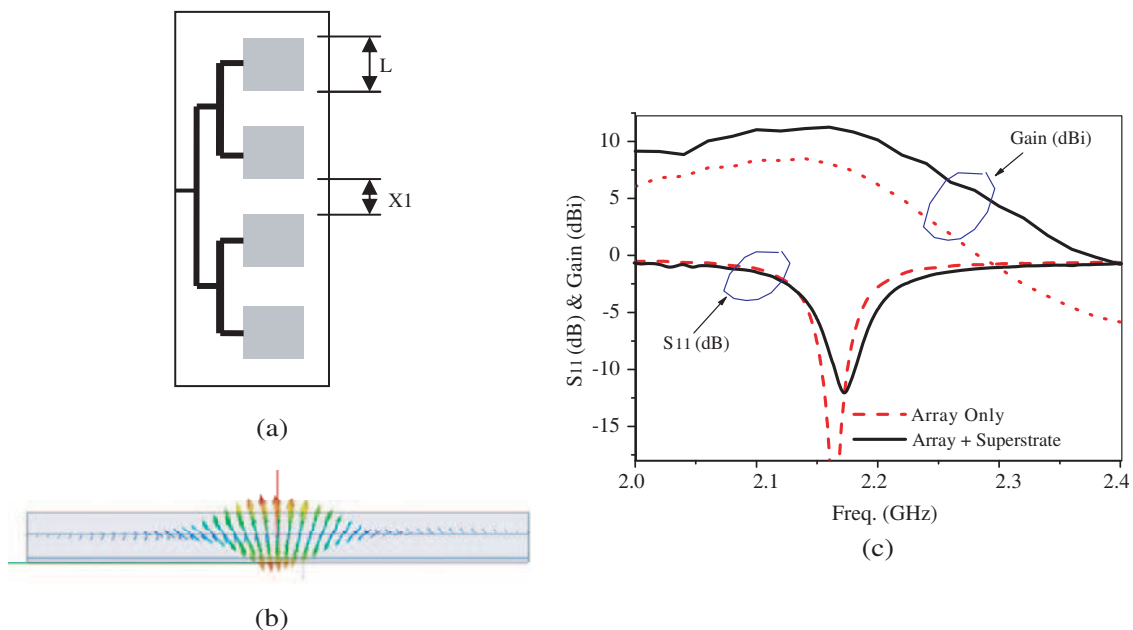 L
X1
(a)
(b)
10
5
0
-5
-10
-15
S11 (dB) & Gain (dBi)
Gain (dBi)
S11 (dB)
Array Only
Array + Superstrate
2.0 2.1 2.2 2.3 2.4
Freq. (GHz)
(c)